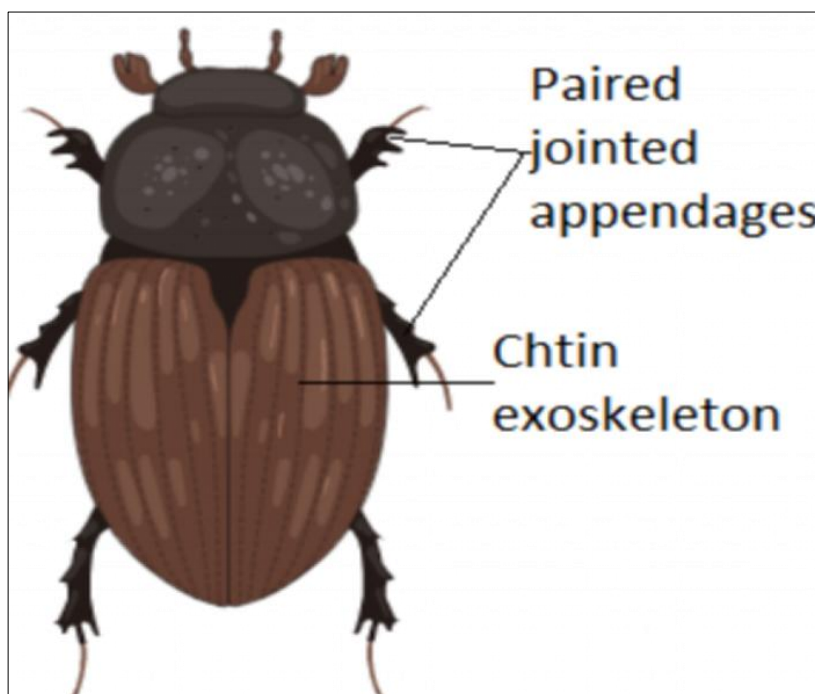 Paired
jointed
appendages
Chtin
exoskeleton